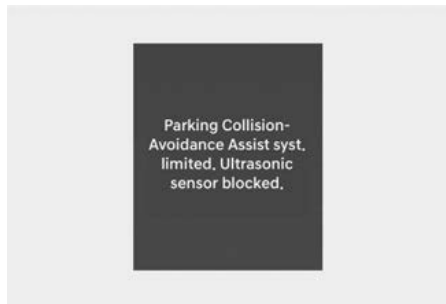 Parking Collision-
Avoidance Assist syst.
limited. Ultrasonic
sensor blocked.